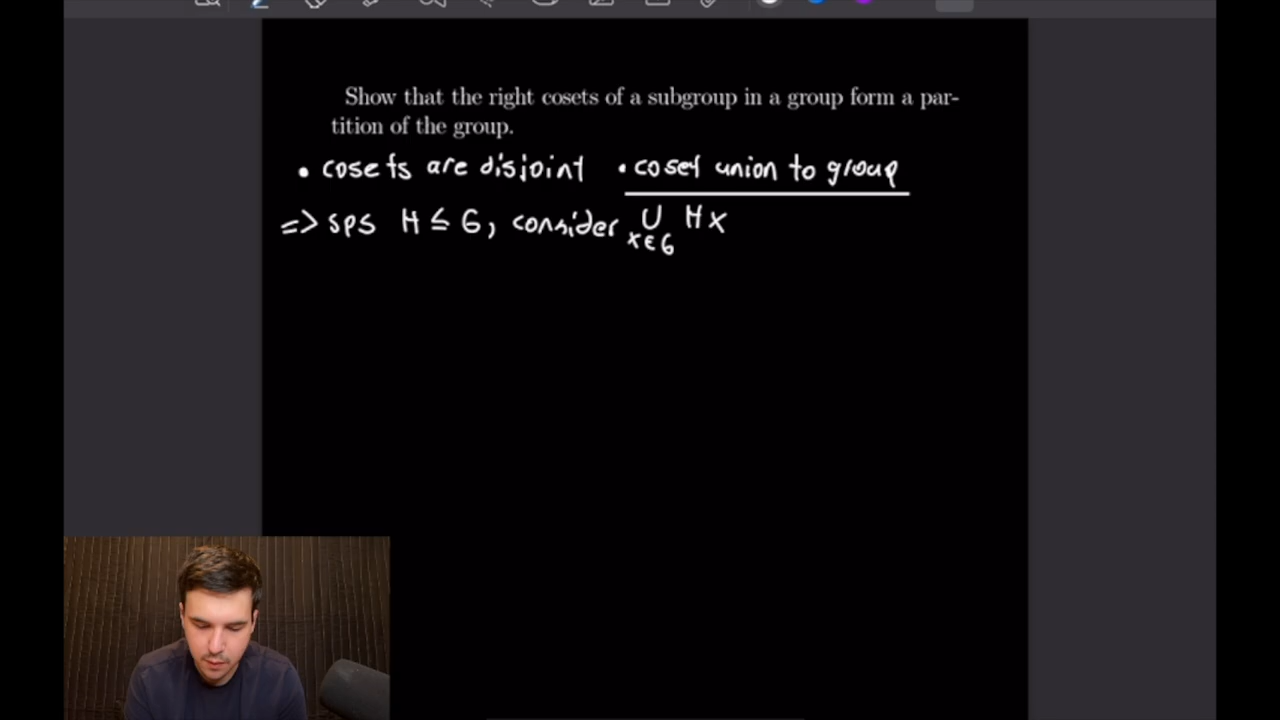 Show that the right cosets of a subgroup in a group form a par-
tition of the group.
• cosets are disjoint • coset union to group
=> sps H ≤ G, consider ∪ Hx
x∈G